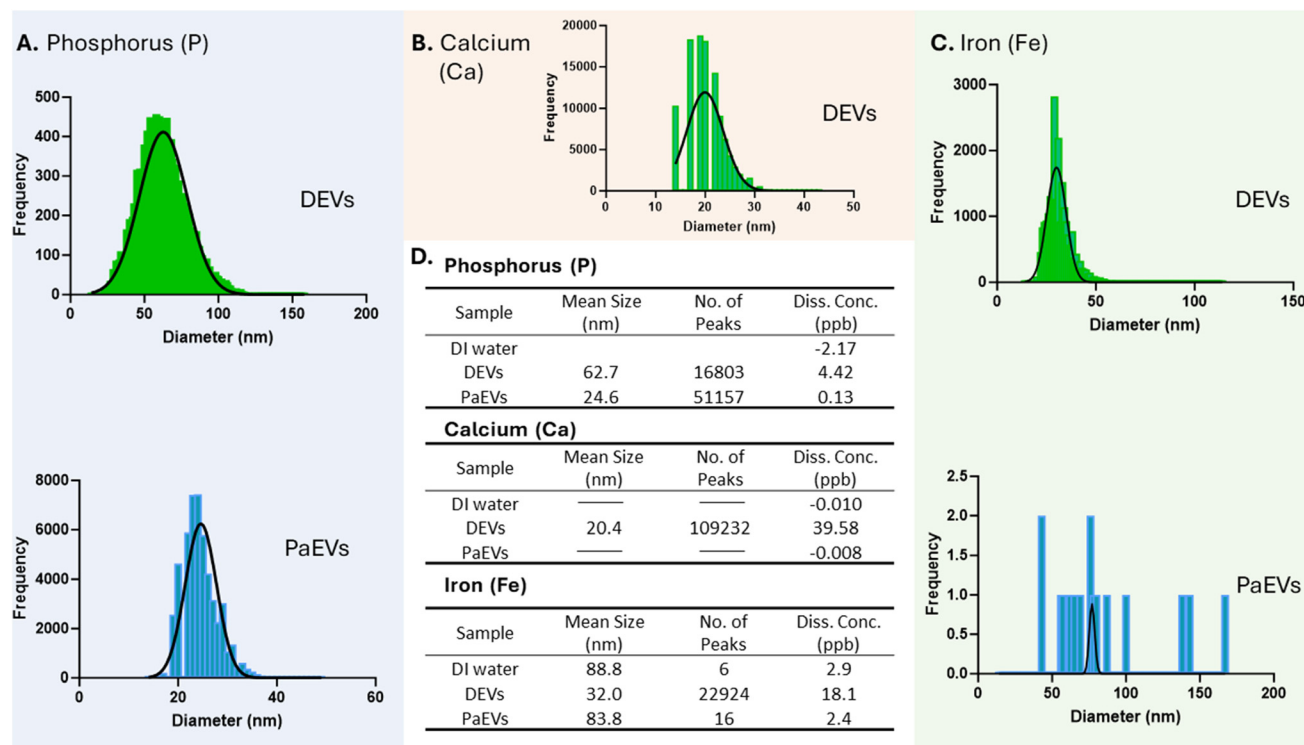 A. Phosphorus (P)
500
400
300
200
100
0
Frequency
0 50 100 150 200
Diameter (nm)
DEVs
8000
6000
4000
2000
0
Frequency
0 20 40 60
Diameter (nm)
PaEVs
B. Calcium
(Ca)
20000
15000
10000
5000
0
Frequency
0 10 20 30 40 50
Diameter (nm)
DEVs
C. Iron (Fe)
3000
2000
1000
0
Frequency
0 50 100 150
Diameter (nm)
DEVs
2.5
2.0
1.5
1.0
0.5
0.0
Frequency
0 50 100 150 200
Diameter (nm)
PaEVs
D.
Phosphorus (P)
Sample Mean Size (nm) No. of Peaks Diss. Conc. (ppb)
DI water -2.17
DEVs 62.7 16803 4.42
PaEVs 24.6 51157 0.13
Calcium (Ca)
Sample Mean Size (nm) No. of Peaks Diss. Conc. (ppb)
DI water —— —— -0.010
DEVs 20.4 109232 39.58
PaEVs —— —— -0.008
Iron (Fe)
Sample Mean Size (nm) No. of Peaks Diss. Conc. (ppb)
DI water 88.8 6 2.9
DEVs 32.0 22924 18.1
PaEVs 83.8 16 2.4